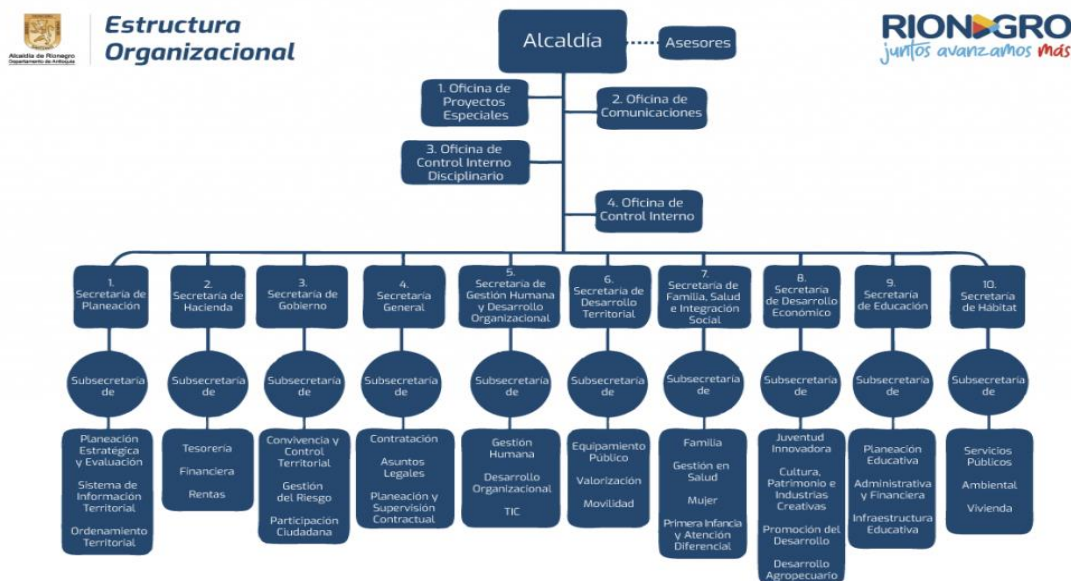 Alcaldía de Rionegro
Departamento de Antioquia
Estructura
Organizacional
RIONEGRO
juntos avanzamos más
Alcaldía
Asesores
1. Oficina de
Proyectos
Especiales
2. Oficina de
Comunicaciones
3. Oficina de
Control Interno
Disciplinario
4. Oficina de
Control Interno
1.
Secretaría de
Planeación
2.
Secretaría de
Hacienda
3.
Secretaría de
Gobierno
4.
Secretaría
General
5.
Secretaría de
Gestión Humana
y Desarrollo
Organizacional
6.
Secretaría de
Desarrollo
Territorial
7.
Secretaría de
Familia, Salud
e Integración
Social
8.
Secretaría
de Desarrollo
Económico
9.
Secretaría
de Educación
10.
Secretaría
de Hábitat
Subsecretaría
de
Subsecretaría
de
Subsecretaría
de
Subsecretaría
de
Subsecretaría
de
Subsecretaría
de
Subsecretaría
de
Subsecretaría
de
Subsecretaría
de
Subsecretaría
de
Planeación
Estratégica
y Evaluación
Sistema de
Información
Territorial
Ordenamiento
Territorial
Tesorería
Financiera
Rentas
Convivencia y
Control
Territorial
Gestión
del Riesgo
Participación
Ciudadana
Contratación
Asuntos
Legales
Planeación y
Supervisión
Contractual
Gestión
Humana
Desarrollo
Organizacional
TIC
Equipamiento
Público
Valorización
Movilidad
Familia
Gestión en
Salud
Mujer
Primera Infancia
y Atención
Diferencial
Juventud
Innovadora
Cultura,
Patrimonio e
Industrias
Creativas
Promoción del
Desarrollo
Desarrollo
Agropecuario
Planeación
Educativa
Administrativa
y Financiera
Infraestructura
Educativa
Servicios
Públicos
Ambiental
Vivienda